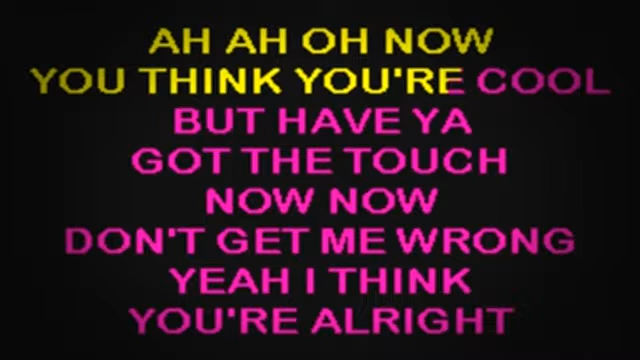 AH AH OH NOW
YOU THINK YOU'RE COOL
BUT HAVE YA
GOT THE TOUCH
NOW NOW
DON'T GET ME WRONG
YEAH I THINK
YOU'RE ALRIGHT